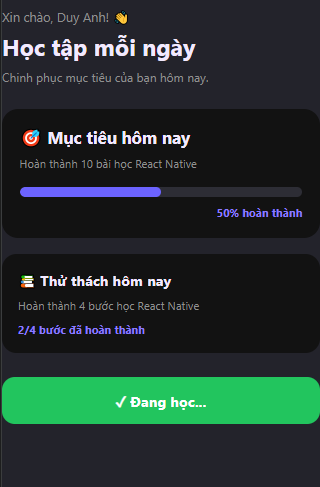 Xin chào, Duy Anh! 👋
Học tập mỗi ngày
Chinh phục mục tiêu của bạn hôm nay.
🎯 Mục tiêu hôm nay
Hoàn thành 10 bài học React Native
50% hoàn thành
📚 Thử thách hôm nay
Hoàn thành 4 bước học React Native
2/4 bước đã hoàn thành
✓ Đang học...